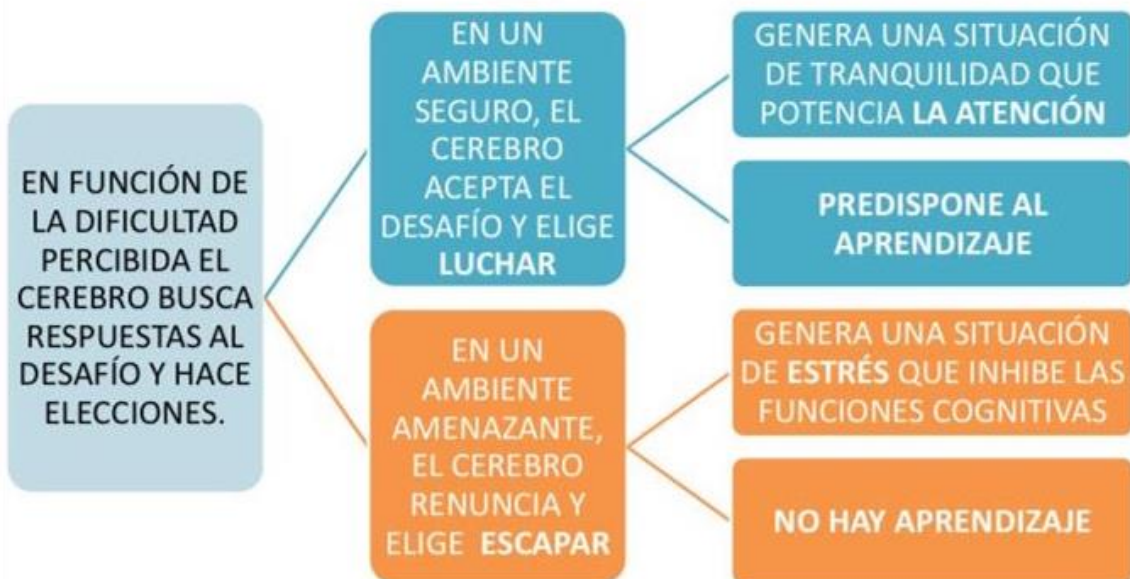 EN FUNCIÓN DE
LA DIFICULTAD
PERCIBIDA EL
CEREBRO BUSCA
RESPUESTAS AL
DESAFÍO Y HACE
ELECCIONES.
EN UN
AMBIENTE
SEGURO, EL
CEREBRO
ACEPTA EL
DESAFÍO Y ELIGE
LUCHAR
GENERA UNA SITUACIÓN
DE TRANQUILIDAD QUE
POTENCIA LA ATENCIÓN
PREDISPONE AL
APRENDIZAJE
EN UN
AMBIENTE
AMENAZANTE,
EL CEREBRO
RENUNCIA Y
ELIGE ESCAPAR
GENERA UNA SITUACIÓN
DE ESTRÉS QUE INHIBE LAS
FUNCIONES COGNITIVAS
NO HAY APRENDIZAJE